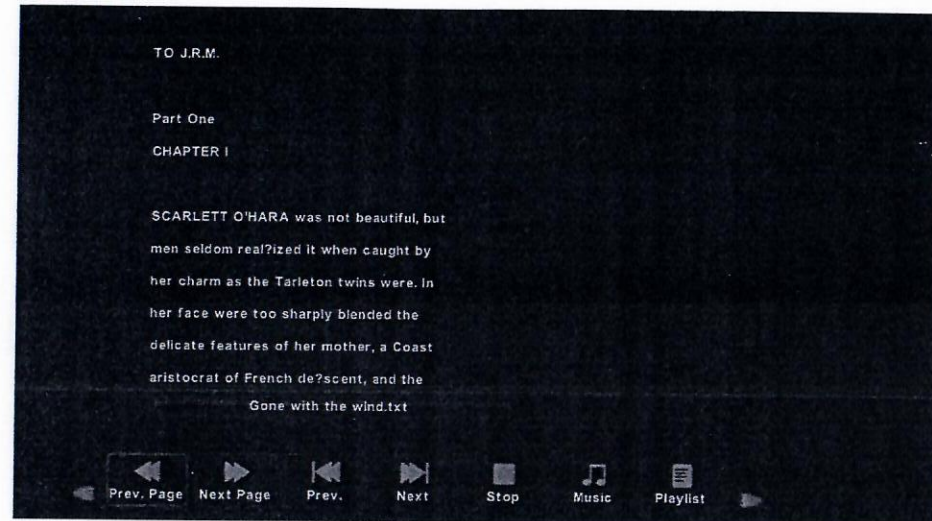 TO J.R.M.
Part One
CHAPTER I
SCARLETT O'HARA was not beautiful, but
men seldom real?ized it when caught by
her charm as the Tarleton twins were. In
her face were too sharply blended the
delicate features of her mother, a Coast
aristocrat of French de?scent, and the
Gone with the wind.txt
Prev. Page Next Page Prev. Next Stop Music Playlist